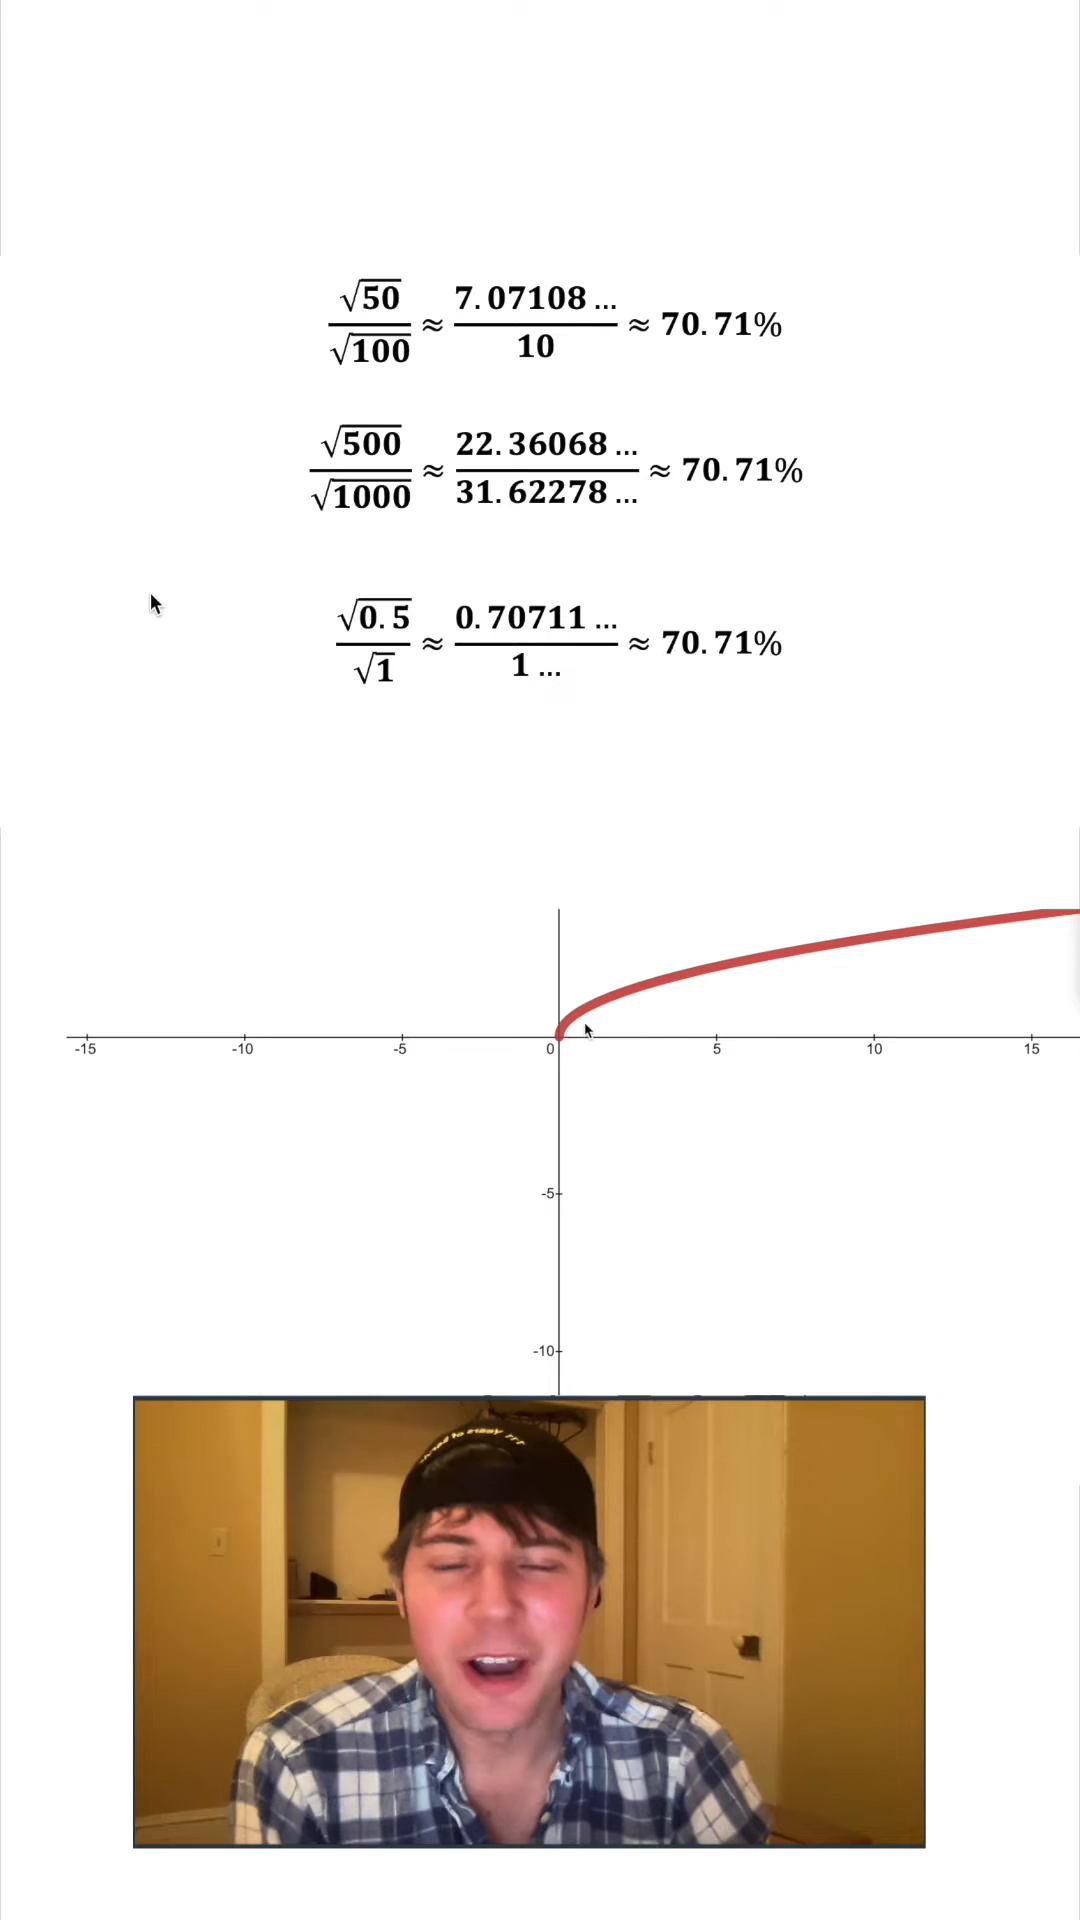 √50/√100 ≈ 7.07108.../10 ≈ 70.71%
√500/√1000 ≈ 22.36068.../31.62278... ≈ 70.71%
√0.5/√1 ≈ 0.70711.../1... ≈ 70.71%
-15 -10 -5 0 5 10 15
-5
-10